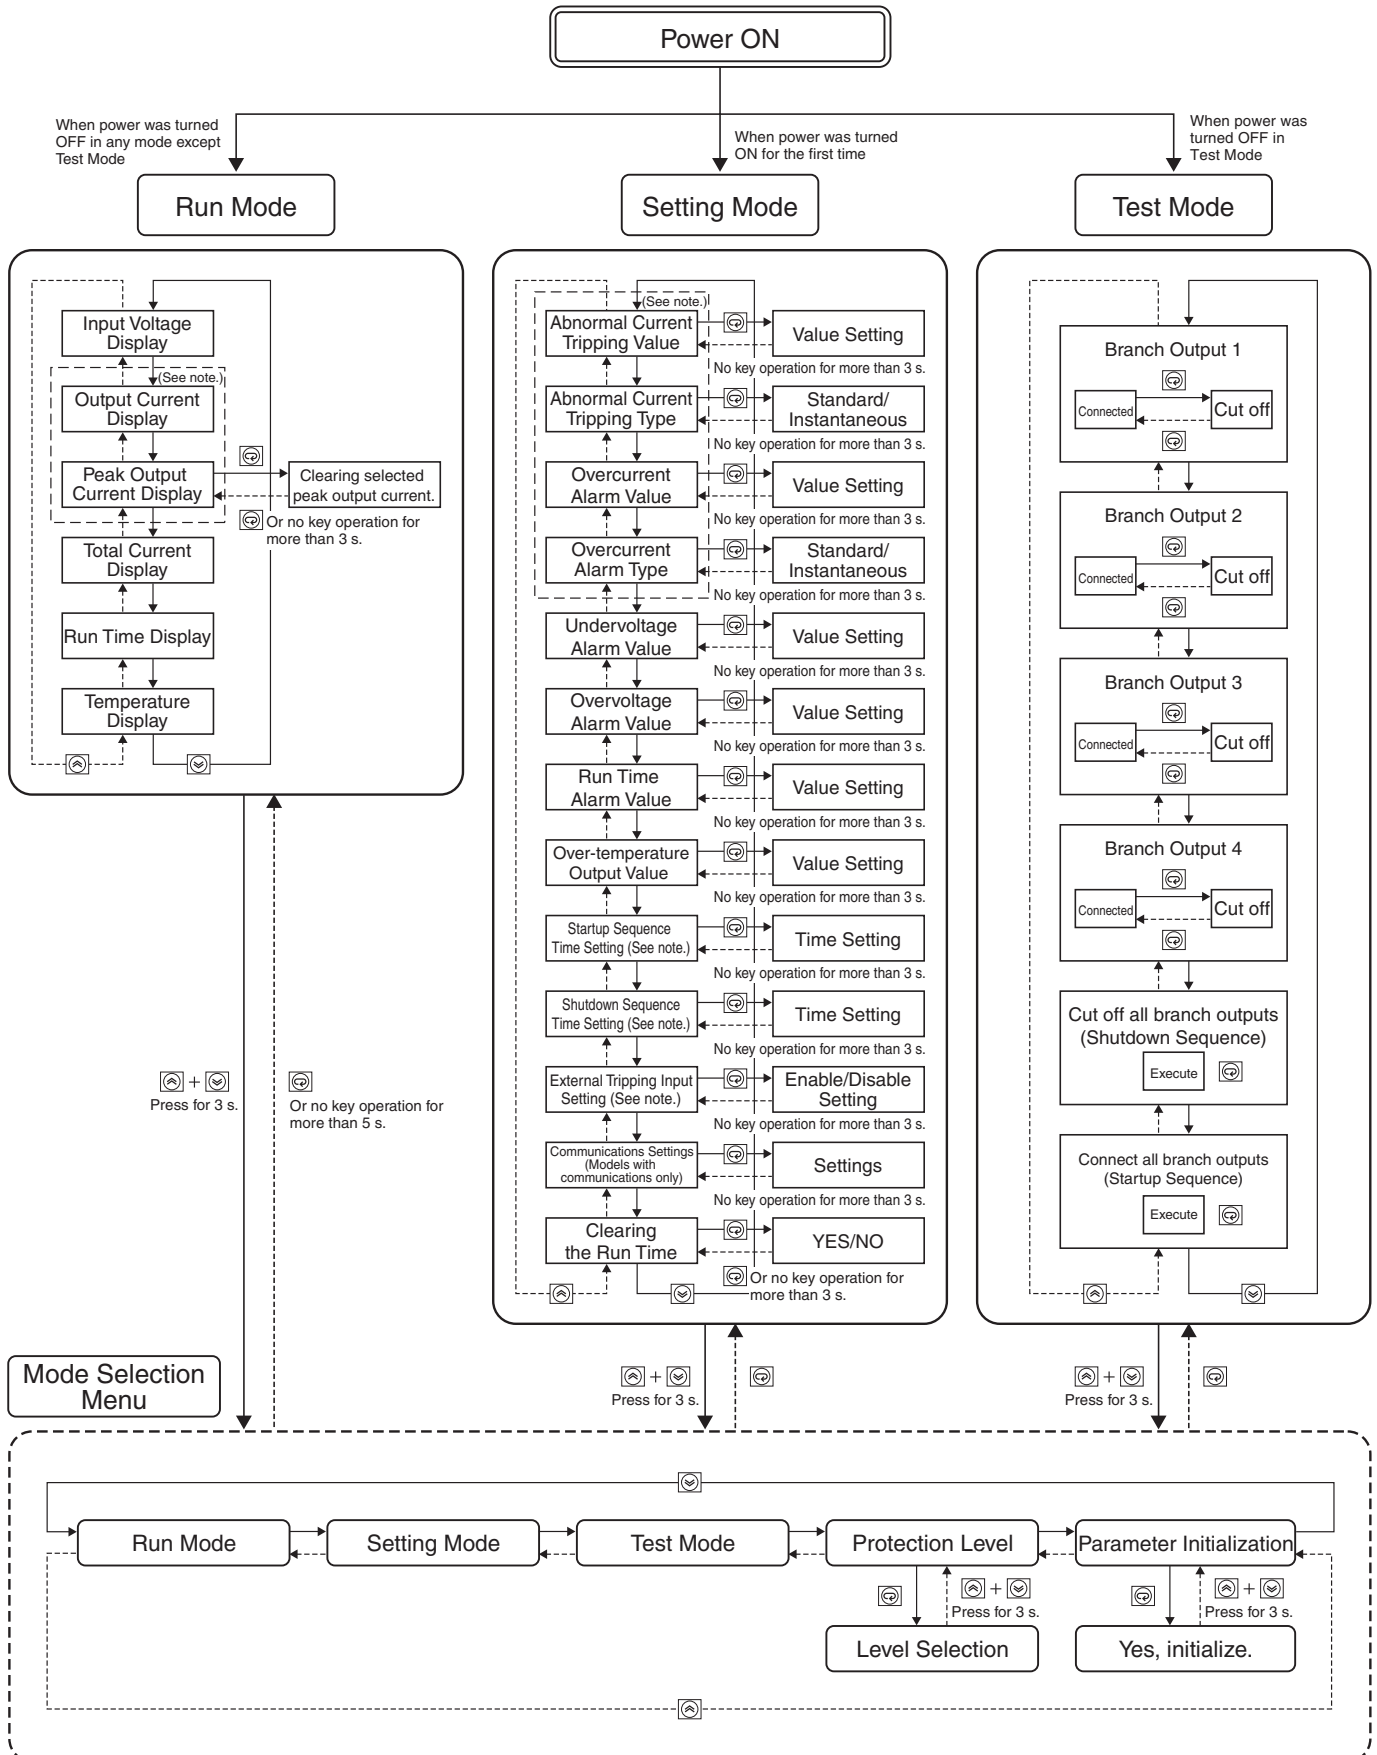 Power ON
When power was turned
OFF in any mode except
Test Mode
When power was turned
ON for the first time
When power was
turned OFF in
Test Mode
Run Mode
Setting Mode
Test Mode
Input Voltage
Display
(See note.)
Output Current
Display
Peak Output
Current Display
Clearing selected
peak output current.
Or no key operation for
more than 3 s.
Total Current
Display
Run Time Display
Temperature
Display
(See note.)
Abnormal Current
Tripping Value
Value Setting
No key operation for more than 3 s.
Abnormal Current
Tripping Type
Standard/
Instantaneous
No key operation for more than 3 s.
Overcurrent
Alarm Value
Value Setting
No key operation for more than 3 s.
Overcurrent
Alarm Type
Standard/
Instantaneous
No key operation for more than 3 s.
Undervoltage
Alarm Value
Value Setting
No key operation for more than 3 s.
Overvoltage
Alarm Value
Value Setting
No key operation for more than 3 s.
Run Time
Alarm Value
Value Setting
No key operation for more than 3 s.
Over-temperature
Output Value
Value Setting
No key operation for more than 3 s.
Startup Sequence
Time Setting (See note.)
Time Setting
No key operation for more than 3 s.
Shutdown Sequence
Time Setting (See note.)
Time Setting
No key operation for more than 3 s.
External Tripping Input
Setting (See note.)
Enable/Disable
Setting
No key operation for more than 3 s.
Communications Settings
(Models with
communications only)
Settings
No key operation for more than 3 s.
Clearing
the Run Time
YES/NO
Or no key operation for
more than 3 s.
Branch Output 1
Connected
Cut off
Branch Output 2
Connected
Cut off
Branch Output 3
Connected
Cut off
Branch Output 4
Connected
Cut off
Cut off all branch outputs
(Shutdown Sequence)
Execute
Connect all branch outputs
(Startup Sequence)
Execute
+
Press for 3 s.
Or no key operation for
more than 5 s.
+
Press for 3 s.
+
Press for 3 s.
Mode Selection
Menu
Run Mode
Setting Mode
Test Mode
Protection Level
Parameter Initialization
+
Press for 3 s.
+
Press for 3 s.
Level Selection
Yes, initialize.